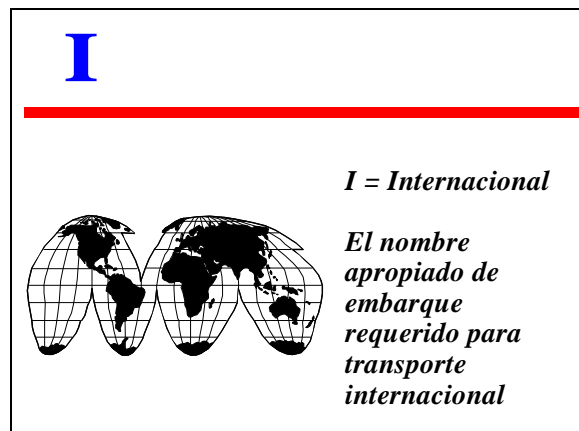 I
I = Internacional
El nombre
apropiado de
embarque
requerido para
transporte
internacional